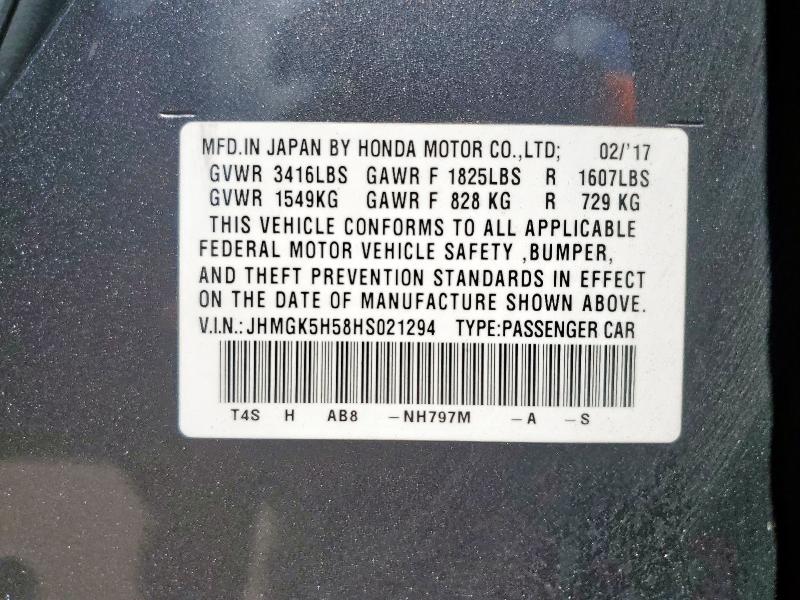 MFD.IN JAPAN BY HONDA MOTOR CO.,LTD; 02/'17
GVWR 3416LBS GAWR F 1825LBS R 1607LBS
GVWR 1549KG GAWR F 828 KG R 729 KG
THIS VEHICLE CONFORMS TO ALL APPLICABLE
FEDERAL MOTOR VEHICLE SAFETY ,BUMPER,
AND THEFT PREVENTION STANDARDS IN EFFECT
ON THE DATE OF MANUFACTURE SHOWN ABOVE.
V.I.N.:JHMGK5H58HS021294 TYPE:PASSENGER CAR
T4S H AB8 -NH797M -A -S